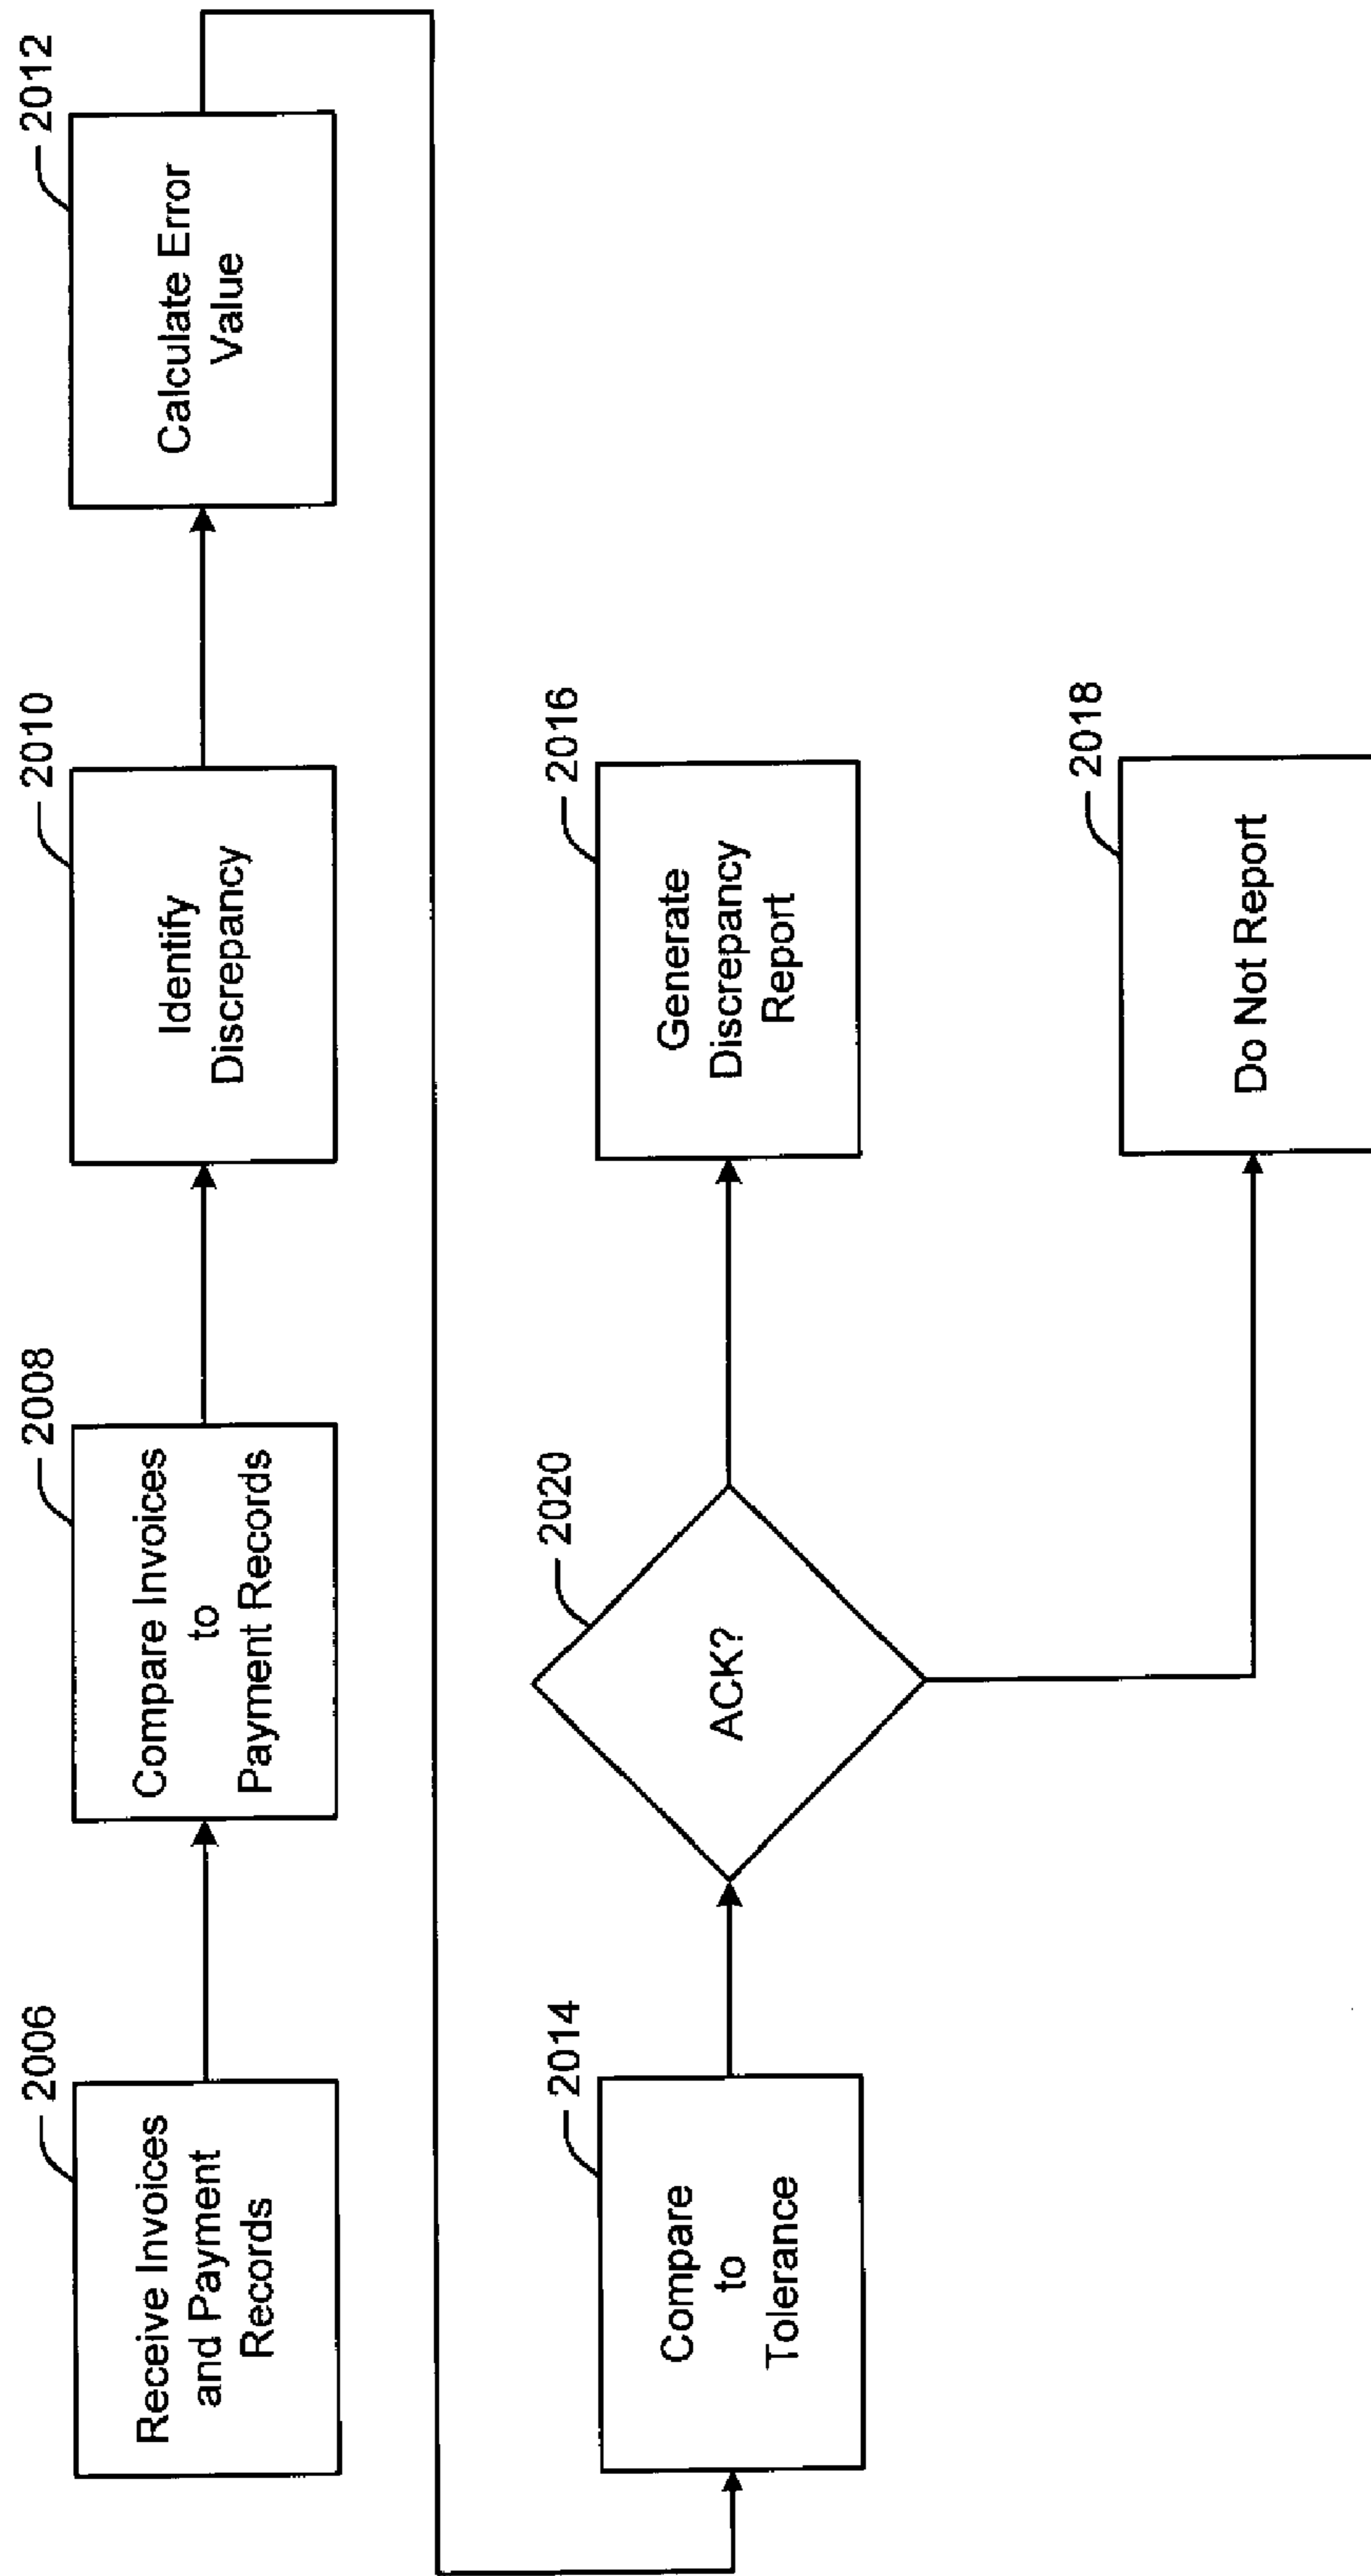 2006
Receive Invoices
and Payment
Records
2008
Compare Invoices
to
Payment Records
2010
Identify
Discrepancy
2012
Calculate Error
Value
2014
Compare
to
Tolerance
2020
ACK?
2016
Generate
Discrepancy
Report
2018
Do Not Report